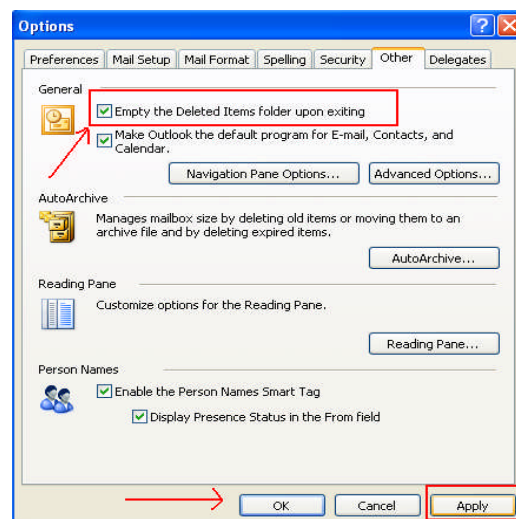 Options
Preferences Mail Setup Mail Format Spelling Security Other Delegates
General
Empty the Deleted Items folder upon exiting
Make Outlook the default program for E-mail, Contacts, and
Calendar.
Navigation Pane Options... Advanced Options...
AutoArchive
Manages mailbox size by deleting old items or moving them to an
archive file and by deleting expired items.
AutoArchive...
Reading Pane
Customize options for the Reading Pane.
Reading Pane...
Person Names
Enable the Person Names Smart Tag
Display Presence Status in the From field
OK Cancel Apply